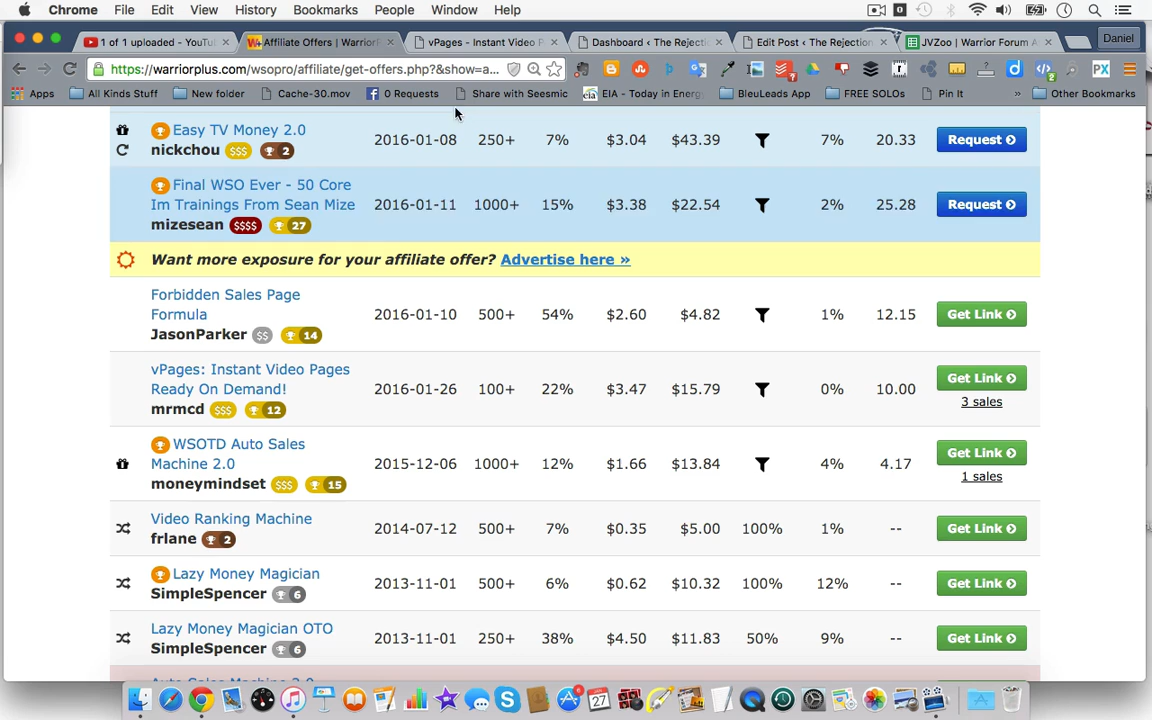 Chrome File Edit View History Bookmarks People Window Help
1 of 1 uploaded - YouTu
Affiliate Offers | Warrior
vPages - Instant Video P
Dashboard ‹ The Rejecti
Edit Post ‹ The Rejection
JVZoo | Warrior Forum A
Daniel
https://warriorplus.com/wsopro/affiliate/get-offers.php?&show=a...
Apps All Kinds Stuff New folder Cache-30.mov 0 Requests Share with Seesmic EIA - Today in Energy BleuLeads App FREE SOLOs Pin It » Other Bookmarks
Easy TV Money 2.0
nickchou $$$ 2
2016-01-08 250+ 7% $3.04 $43.39 7% 20.33 Request
Final WSO Ever - 50 Core
Im Trainings From Sean Mize
mizesean $$$$ 27
2016-01-11 1000+ 15% $3.38 $22.54 2% 25.28 Request
Want more exposure for your affiliate offer? Advertise here »
Forbidden Sales Page
Formula
JasonParker $$ 14
2016-01-10 500+ 54% $2.60 $4.82 1% 12.15 Get Link
vPages: Instant Video Pages
Ready On Demand!
mrmcd $$$ 12
2016-01-26 100+ 22% $3.47 $15.79 0% 10.00 Get Link
3 sales
WSOTD Auto Sales
Machine 2.0
moneymindset $$$ 15
2015-12-06 1000+ 12% $1.66 $13.84 4% 4.17 Get Link
1 sales
Video Ranking Machine
frlane 2
2014-07-12 500+ 7% $0.35 $5.00 100% 1% -- Get Link
Lazy Money Magician
SimpleSpencer 6
2013-11-01 500+ 6% $0.62 $10.32 100% 12% -- Get Link
Lazy Money Magician OTO
SimpleSpencer 6
2013-11-01 250+ 38% $4.50 $11.83 50% 9% -- Get Link